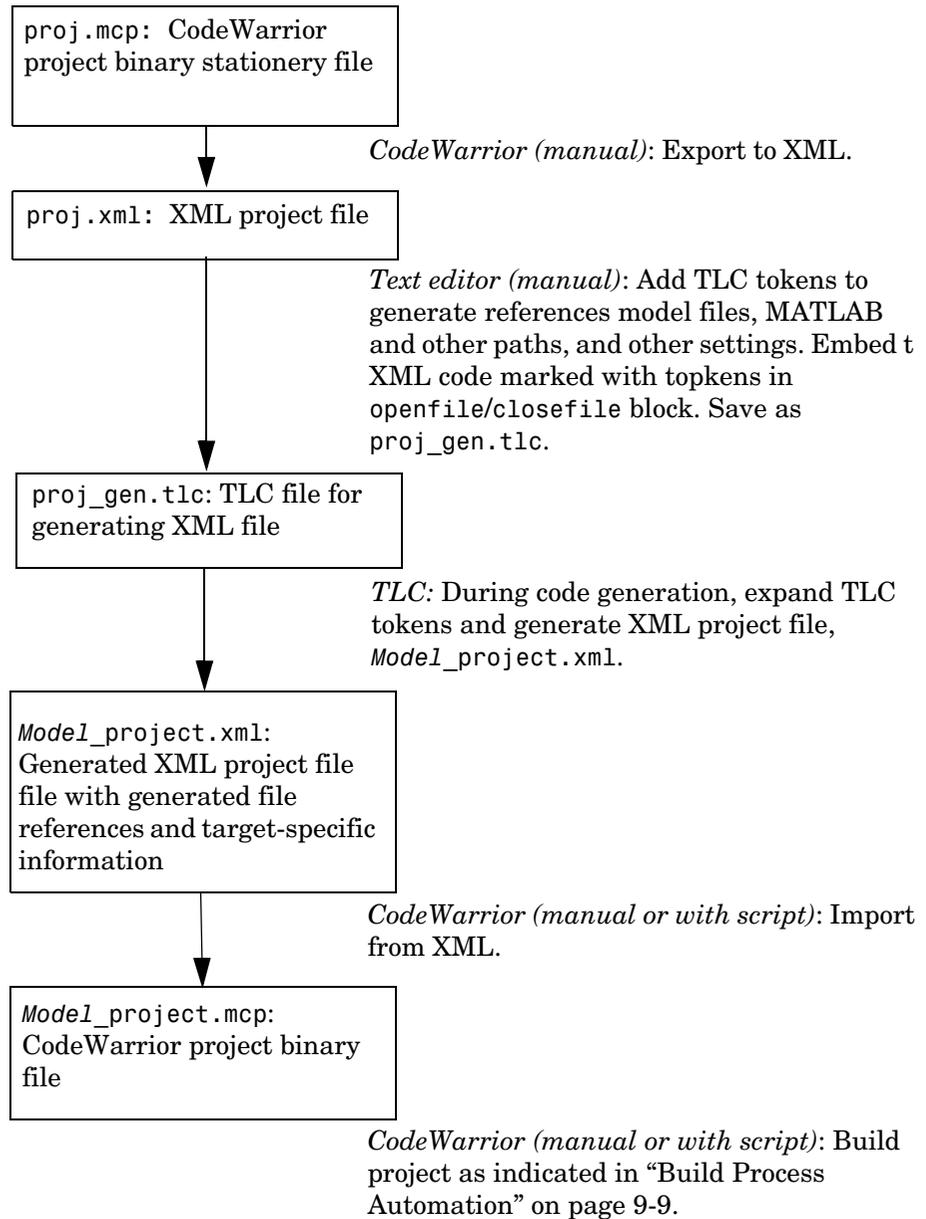 proj.mcp: CodeWarrior
project binary stationery file
CodeWarrior (manual): Export to XML.
proj.xml: XML project file
Text editor (manual): Add TLC tokens to
generate references model files, MATLAB
and other paths, and other settings. Embed t
XML code marked with topkens in
openfile/closefile block. Save as
proj_gen.tlc.
proj_gen.tlc: TLC file for
generating XML file
TLC: During code generation, expand TLC
tokens and generate XML project file,
Model_project.xml.
Model_project.xml:
Generated XML project file
file with generated file
references and target-specific
information
CodeWarrior (manual or with script): Import
from XML.
Model_project.mcp:
CodeWarrior project binary
file
CodeWarrior (manual or with script): Build
project as indicated in “Build Process
Automation” on page 9-9.